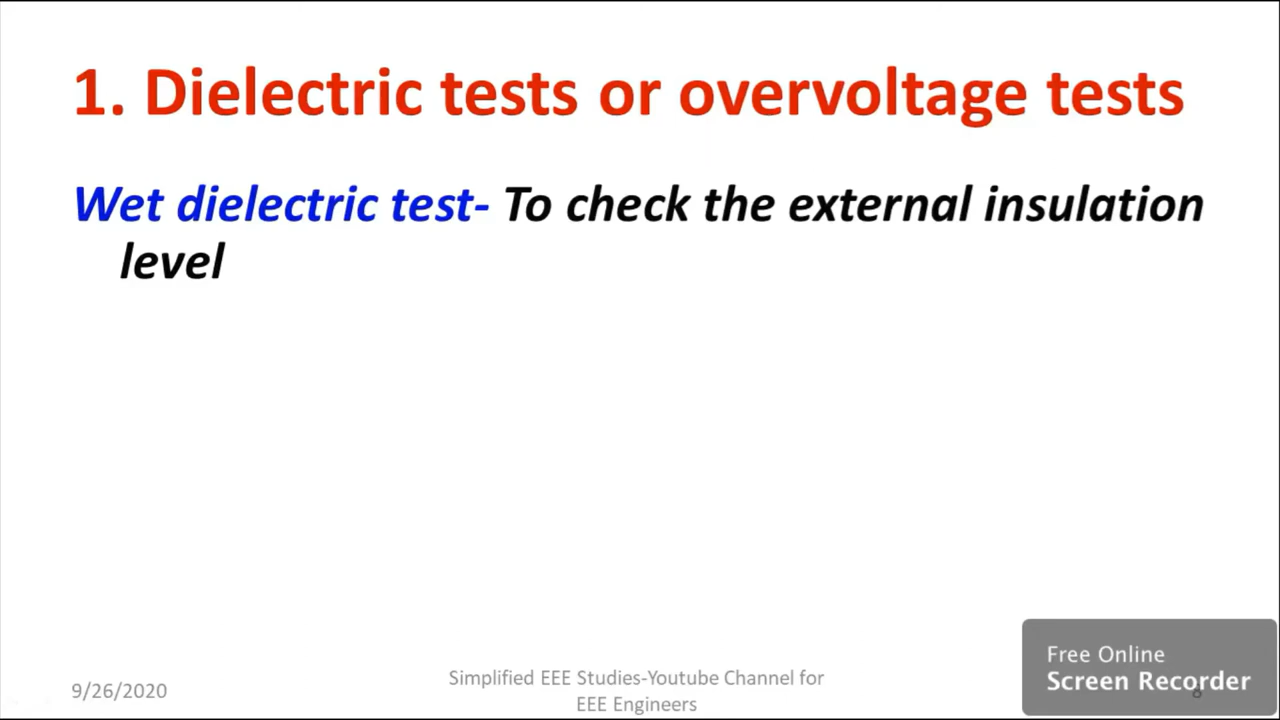 1. Dielectric tests or overvoltage tests
Wet dielectric test- To check the external insulation
level
9/26/2020
Simplified EEE Studies-Youtube Channel for
EEE Engineers
Free Online
Screen Recorder
8